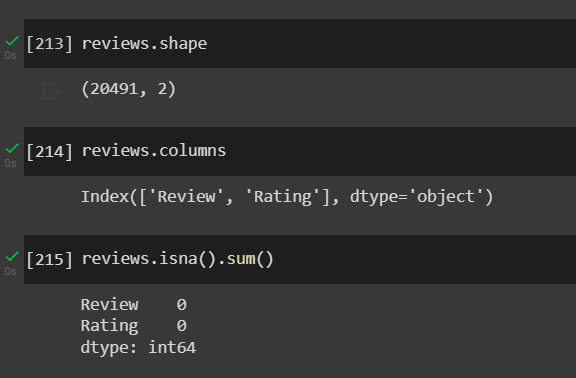 [213] reviews.shape
0s
(20491, 2)
[214] reviews.columns
0s
Index(['Review', 'Rating'], dtype='object')
[215] reviews.isna().sum()
0s
Review    0
Rating    0
dtype: int64